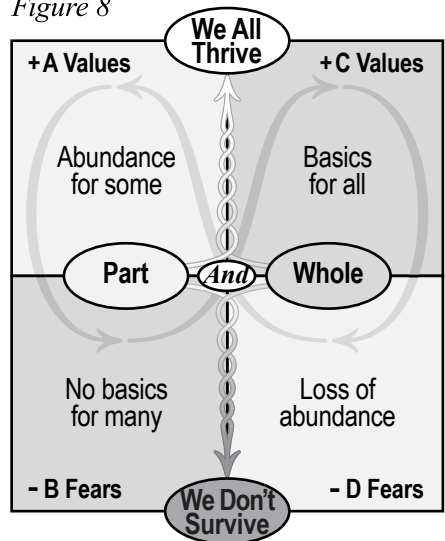 Figure 8
We All
Thrive
+A Values
+C Values
Abundance
for some
Basics
for all
Part
And
Whole
No basics
for many
Loss of
abundance
- B Fears
- D Fears
We Don't
Survive